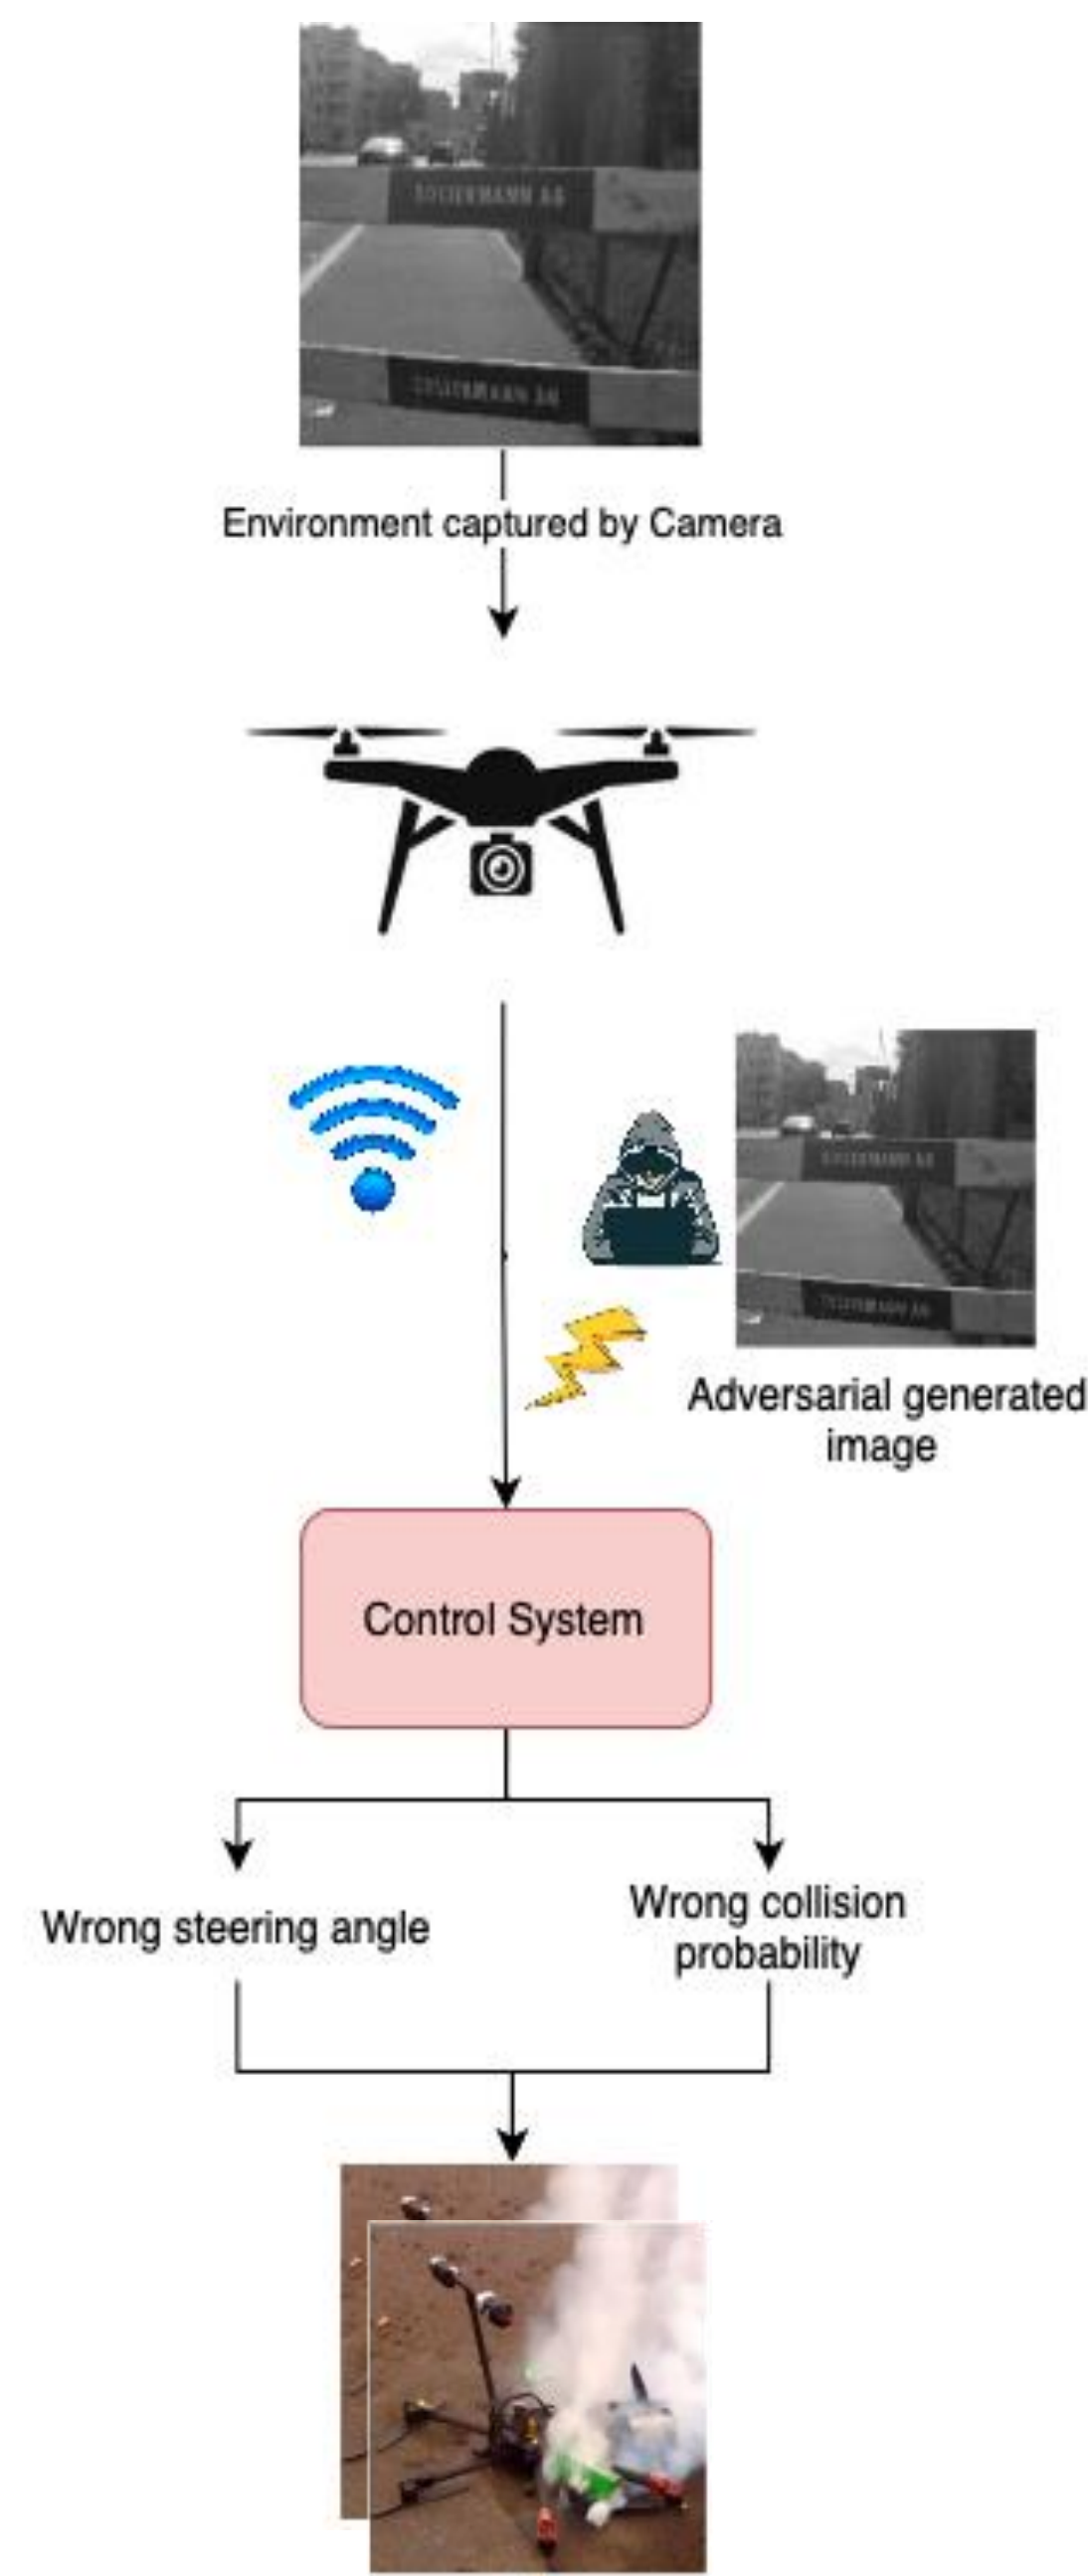 Environment captured by Camera
Adversarial generated
image
Control System
Wrong steering angle
Wrong collision
probability